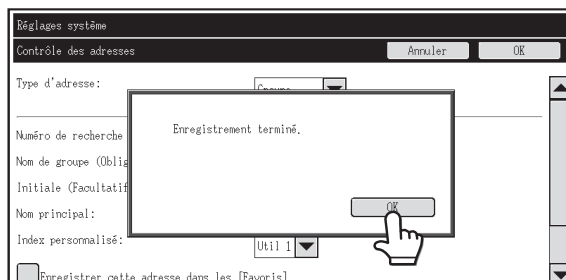 Réglages système
Contrôle des adresses Annuler OK
Type d'adresse: Groupe
Enregistrement terminé.
Numéro de recherche
Nom de groupe (Oblig
Initiale (Facultatif
Nom principal:
OK
Index personnalisé: Util 1
Enregistrer cette adresse dans les [Favoris]